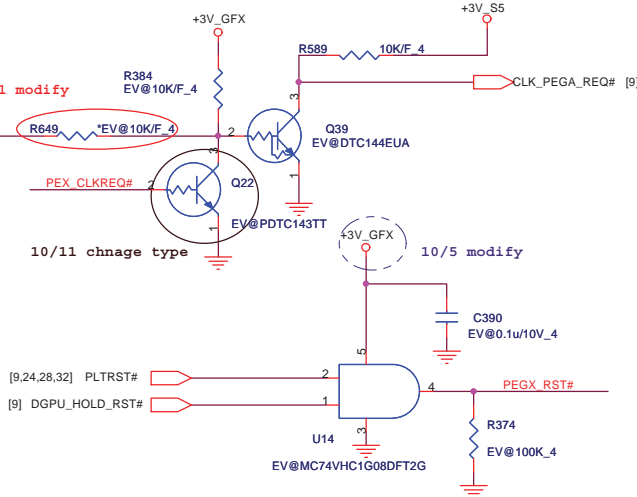 +3V_S5
+3V_GFX
R589
10K/F_4
R384
EV@10K/F_4
CLK_PEGA_REQ# [9]
1 modify
3
R649
*EV@10K/F_4
2
Q39
EV@DTC144EUA
3
1
PEX_CLKREQ#
2
Q22
1
EV@PDTC143TT
10/11 chnage type
+3V_GFX
10/5 modify
C390
EV@0.1u/10V_4
5
[9,24,28,32] PLTRST#
2
4
PEGX_RST#
[9] DGPU_HOLD_RST#
1
3
U14
R374
EV@100K_4
EV@MC74VHC1G08DFT2G